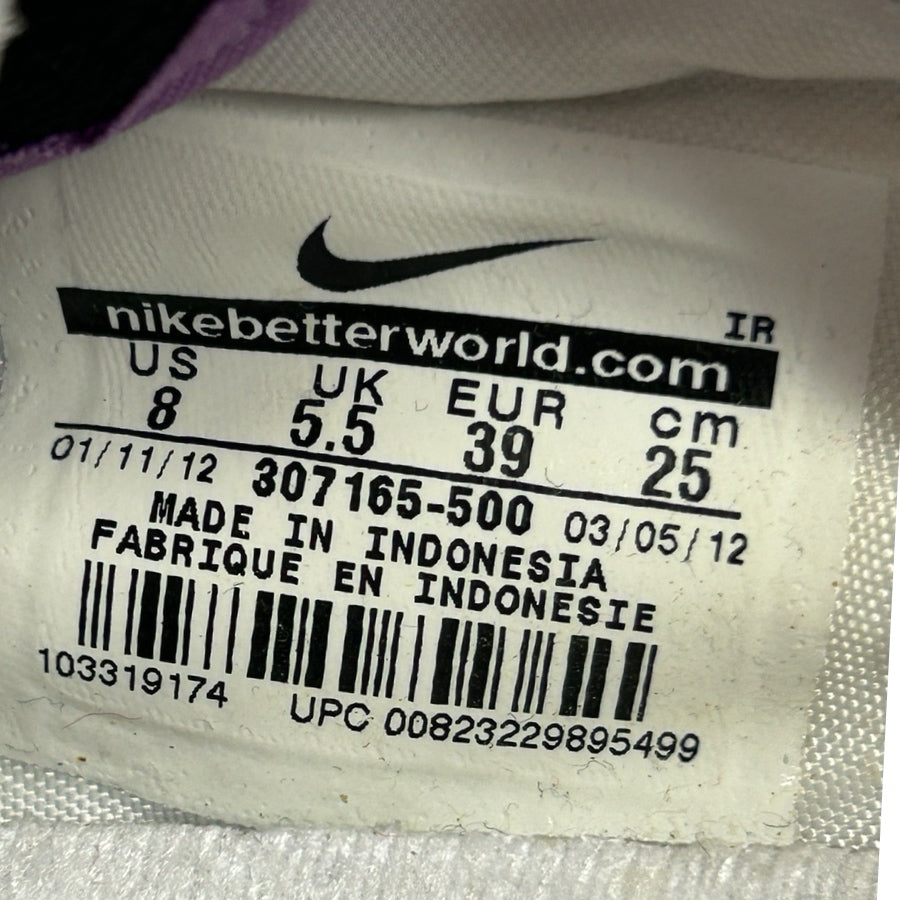 IR
nikebetterworld.com
US UK EUR cm
8 5.5 39 25
01/11/12 307165-500 03/05/12
MADE IN INDONESIA
FABRIQUE EN INDONESIE
103319174 UPC 00823229895499